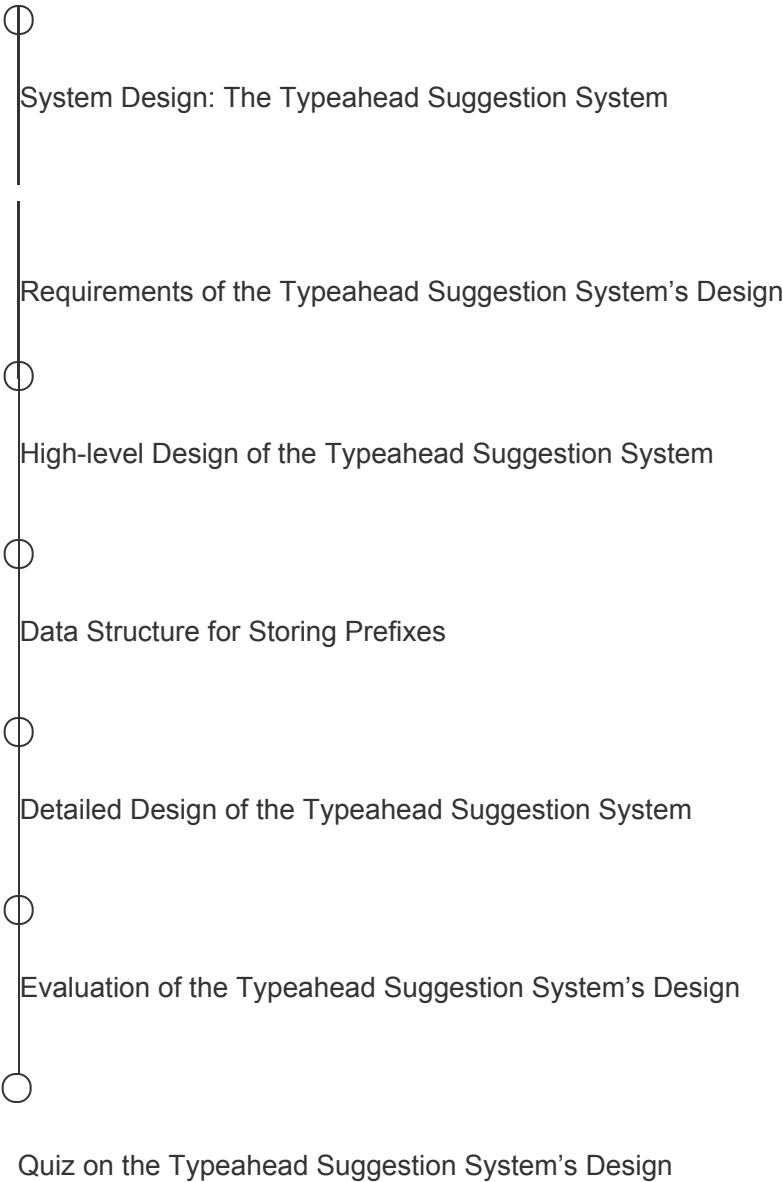 System Design: The Typeahead Suggestion System
Requirements of the Typeahead Suggestion System’s Design
High-level Design of the Typeahead Suggestion System
Data Structure for Storing Prefixes
Detailed Design of the Typeahead Suggestion System
Evaluation of the Typeahead Suggestion System’s Design
Quiz on the Typeahead Suggestion System’s Design